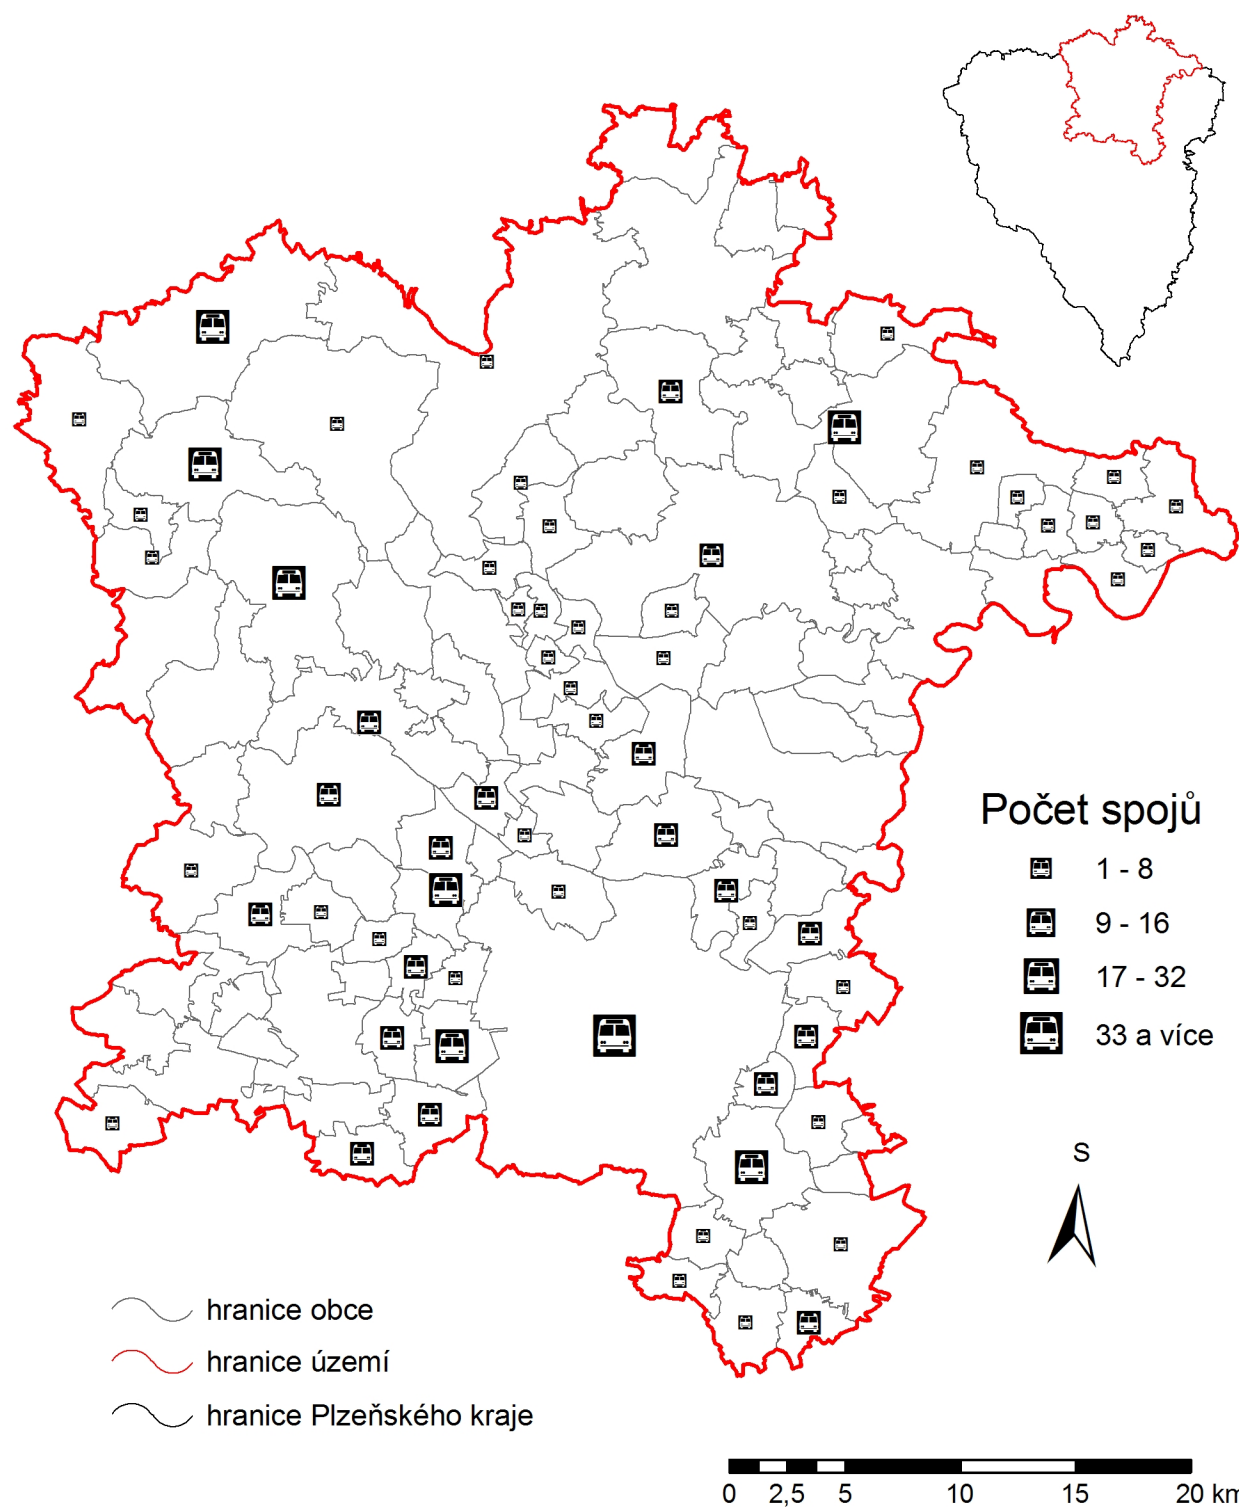 Počet spojů
1 - 8
9 - 16
17 - 32
33 a více
S
hranice obce
hranice území
hranice Plzeňského kraje
0 2,5 5 10 15 20 km